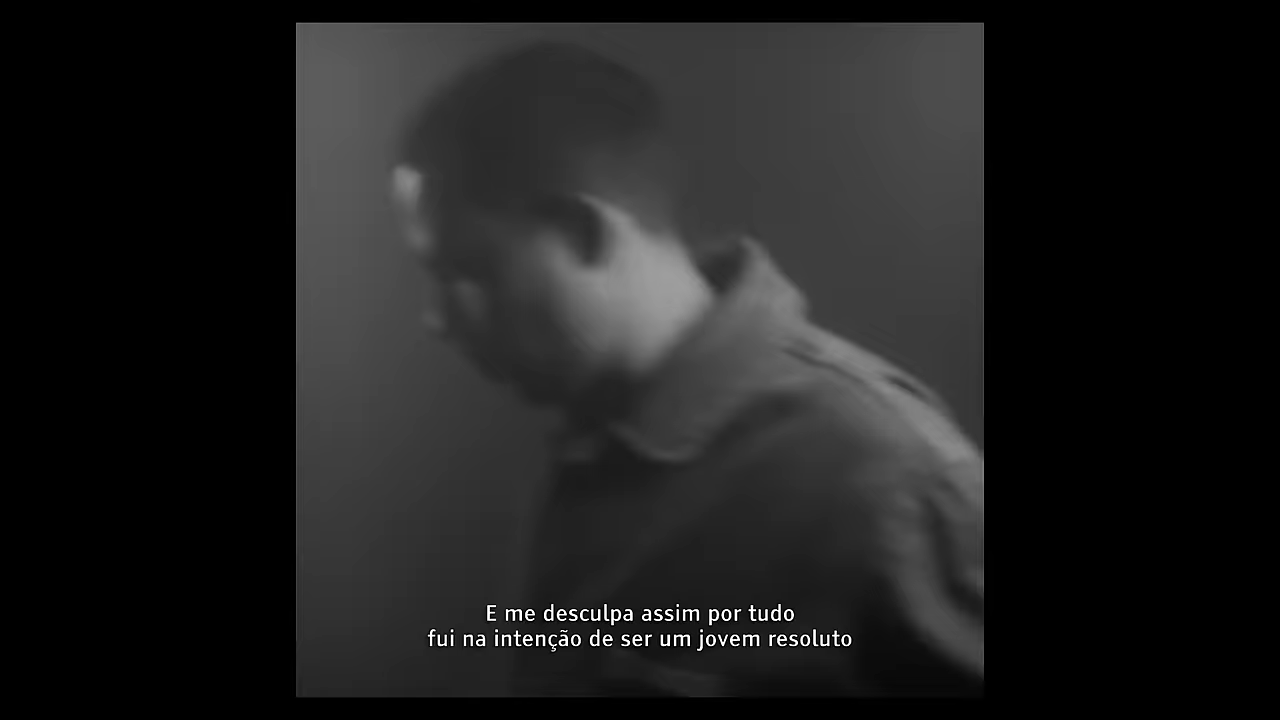 E me desculpa assim por tudo
fui na intenção de ser um jovem resoluto